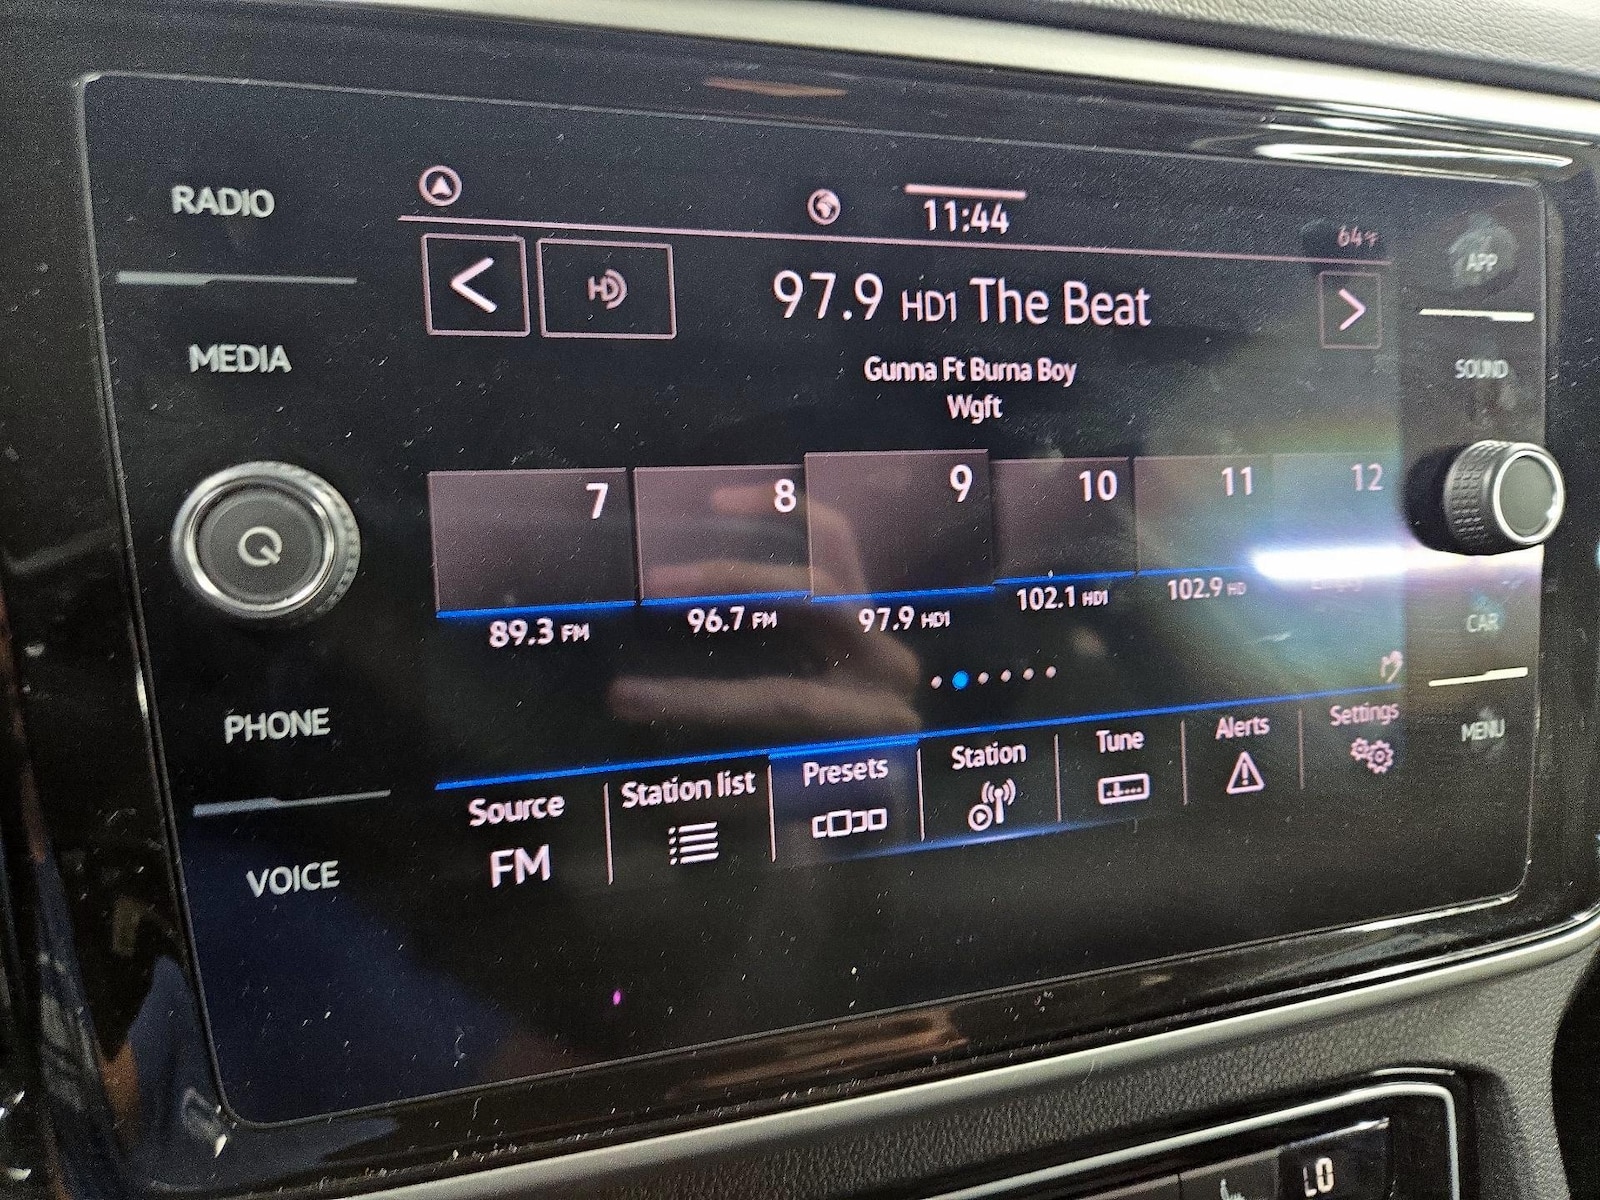 RADIO
MEDIA
PHONE
VOICE
11:44
64°F
HD
97.9 HD1 The Beat
Gunna Ft Burna Boy
Wgft
7
8
9
10
11
12
89.3 FM
96.7 FM
97.9 HD1
102.1 HD1
102.9 HD
Source
FM
Station list
Presets
Station
Tune
Alerts
Settings
APP
SOUND
CAR
MENU
LO